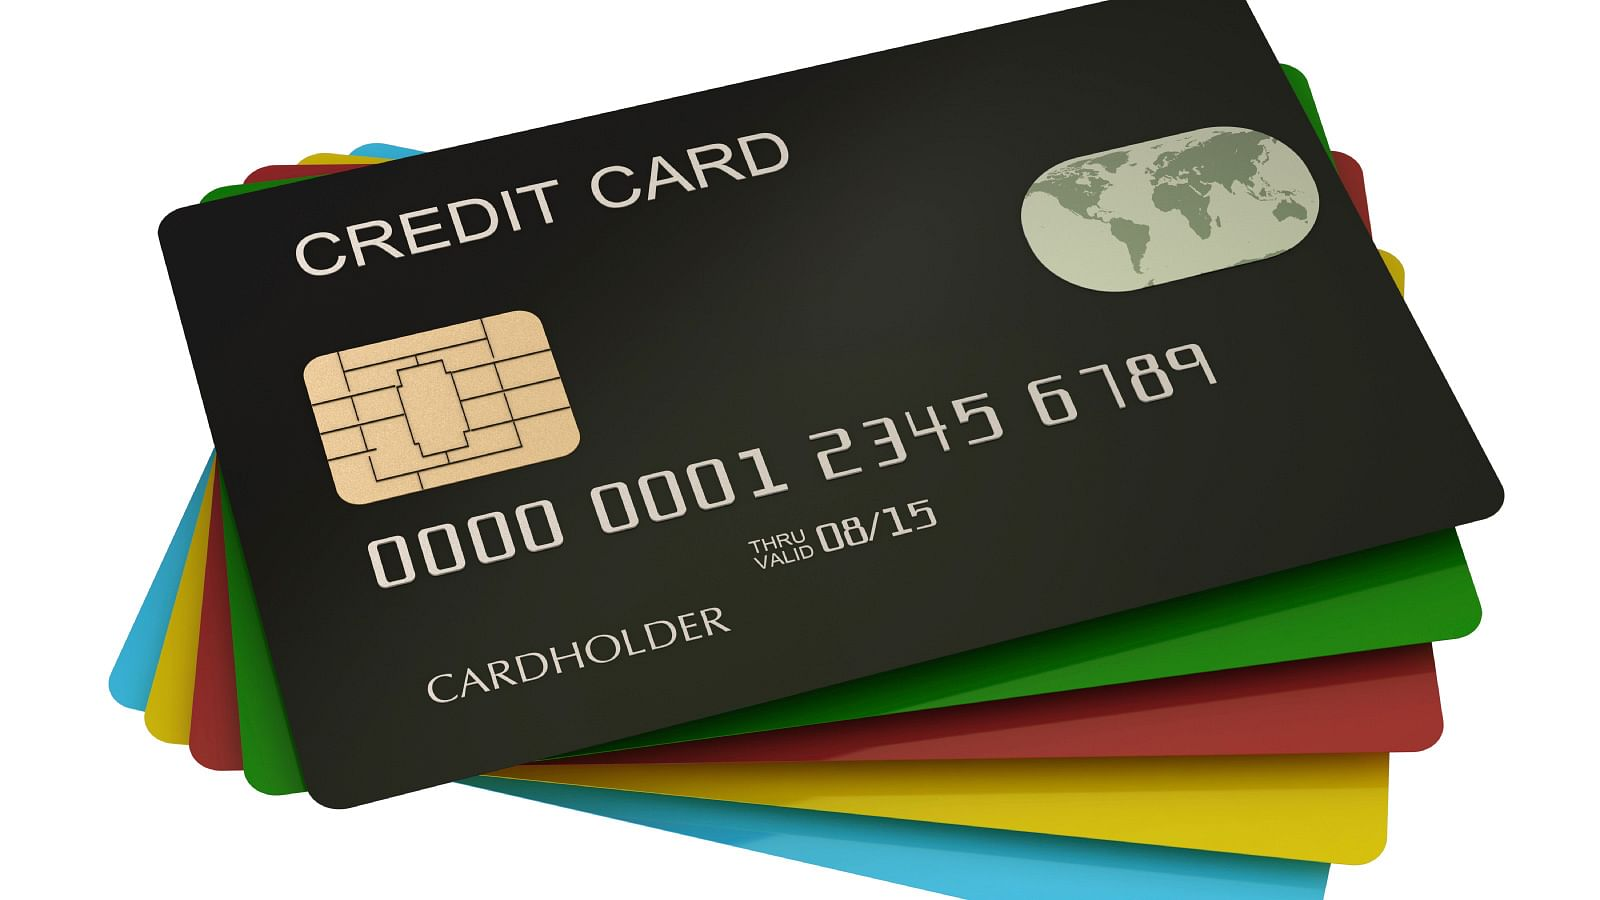 CREDIT CARD
0000 0001 2345 6789
THRU
VALID 08/15
CARDHOLDER